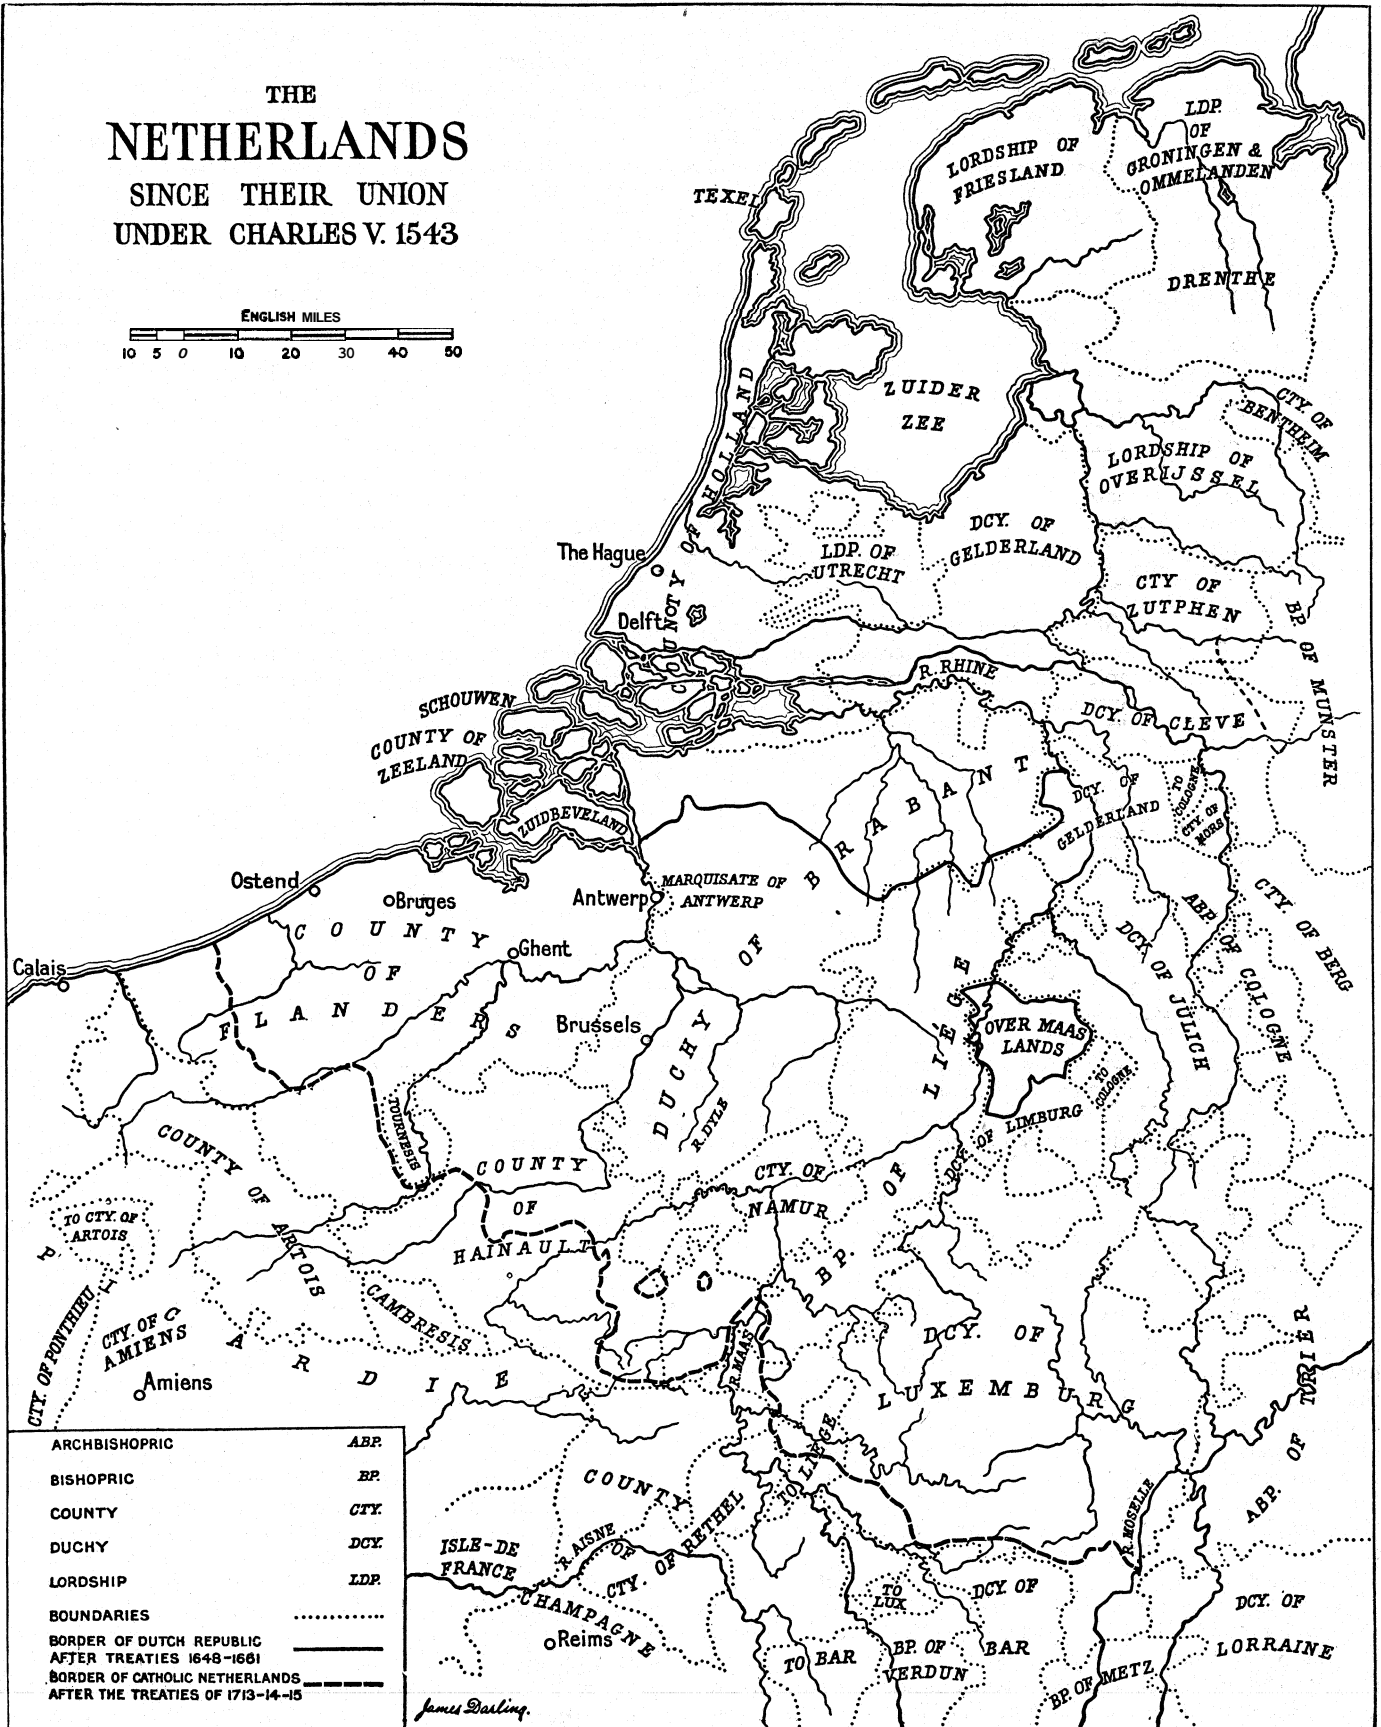 THE
NETHERLANDS
SINCE THEIR UNION
UNDER CHARLES V. 1543
ENGLISH MILES
10 5 0 10 20 30 40 50
TEXEL
LORDSHIP OF
FRIESLAND
LDP.
OF
GRONINGEN &
OMMELANDEN
DRENTHE
ZUIDER
ZEE
CTY. OF
BENTHEIM
LORDSHIP OF
OVERIJSSEL
COUNTY OF HOLLAND
DCY. OF
GELDERLAND
LDP. OF
UTRECHT
The Hague
CTY OF
ZUTPHEN
Delft
BP. OF MUNSTER
R. RHINE
SCHOUWEN
COUNTY OF
ZEELAND
DCY. OF CLEVE
ZUIDBEVELAND
DCY. OF
GELDERLAND
TO
COLOGNE
CTY. OF
MORS
Ostend
Bruges
Antwerp
MARQUISATE OF
ANTWERP
DUCHY OF BRABANT
Ghent
Calais
COUNTY
OF
FLANDERS
Brussels
ABP. OF COLOGNE
CTY. OF BERG
DCY. OF JULICH
OVER MAAS
LANDS
TO
COLOGNE
DCY. OF LIMBURG
R. DYLE
TOURNESIS
COUNTY OF ARTOIS
COUNTY
OF
HAINAULT
CTY. OF
NAMUR
BP. OF LIÈGE
TO CTY. OF
ARTOIS
PICARDIE
CTY. OF PONTHIEU
CTY. OF
AMIENS
Amiens
CAMBRESIS
R. MAAS
DCY. OF
LUXEMBURG
ABP. OF TRIER
TO LIEGE
COUNTY
OF
CHAMPAGNE
CTY. OF RETHEL
R. AISNE
ISLE-DE
FRANCE
Reims
R. MOSELLE
TO
LUX
DCY. OF
BAR
TO BAR
BP. OF
VERDUN
BP. OF METZ
DCY. OF
LORRAINE
ARCHBISHOPRIC ABP.
BISHOPRIC BP.
COUNTY CTY.
DUCHY DCY.
LORDSHIP LDP.
BOUNDARIES
BORDER OF DUTCH REPUBLIC
AFTER TREATIES 1648-1661
BORDER OF CATHOLIC NETHERLANDS
AFTER THE TREATIES OF 1713-14-15
James Darling.